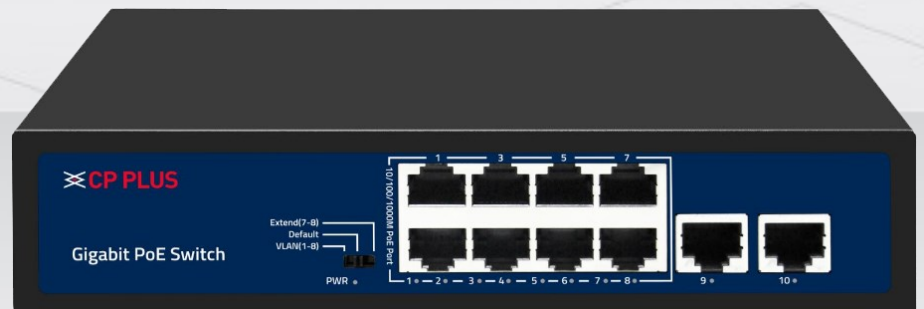 CP PLUS
Gigabit PoE Switch
Extend(7-8)
Default
VLAN(1-8)
PWR
10/100/1000M PoE Port
1 3 5 7
1 2 3 4 5 6 7 8
9
10